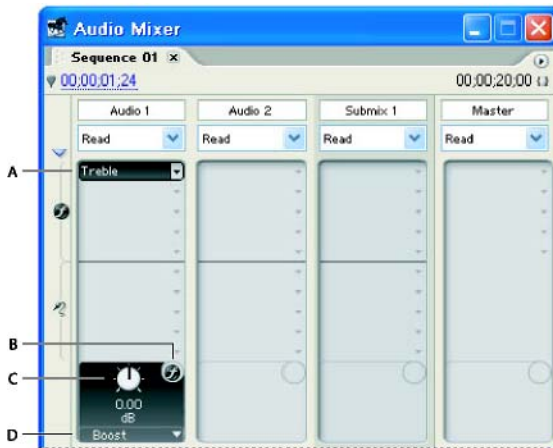 Audio Mixer
Sequence 01 x
00;00;01;24 00;00;20;00
Audio 1 Audio 2 Submix 1 Master
Read Read Read Read
A Treble
B
C
0.00
dB
D Boost